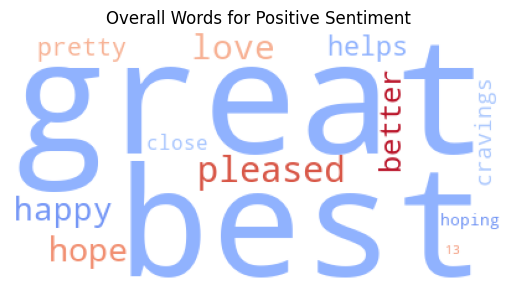 Overall Words for Positive Sentiment
pretty
love
helps
great
better
cravings
close
pleased
best
happy
hoping
hope
13